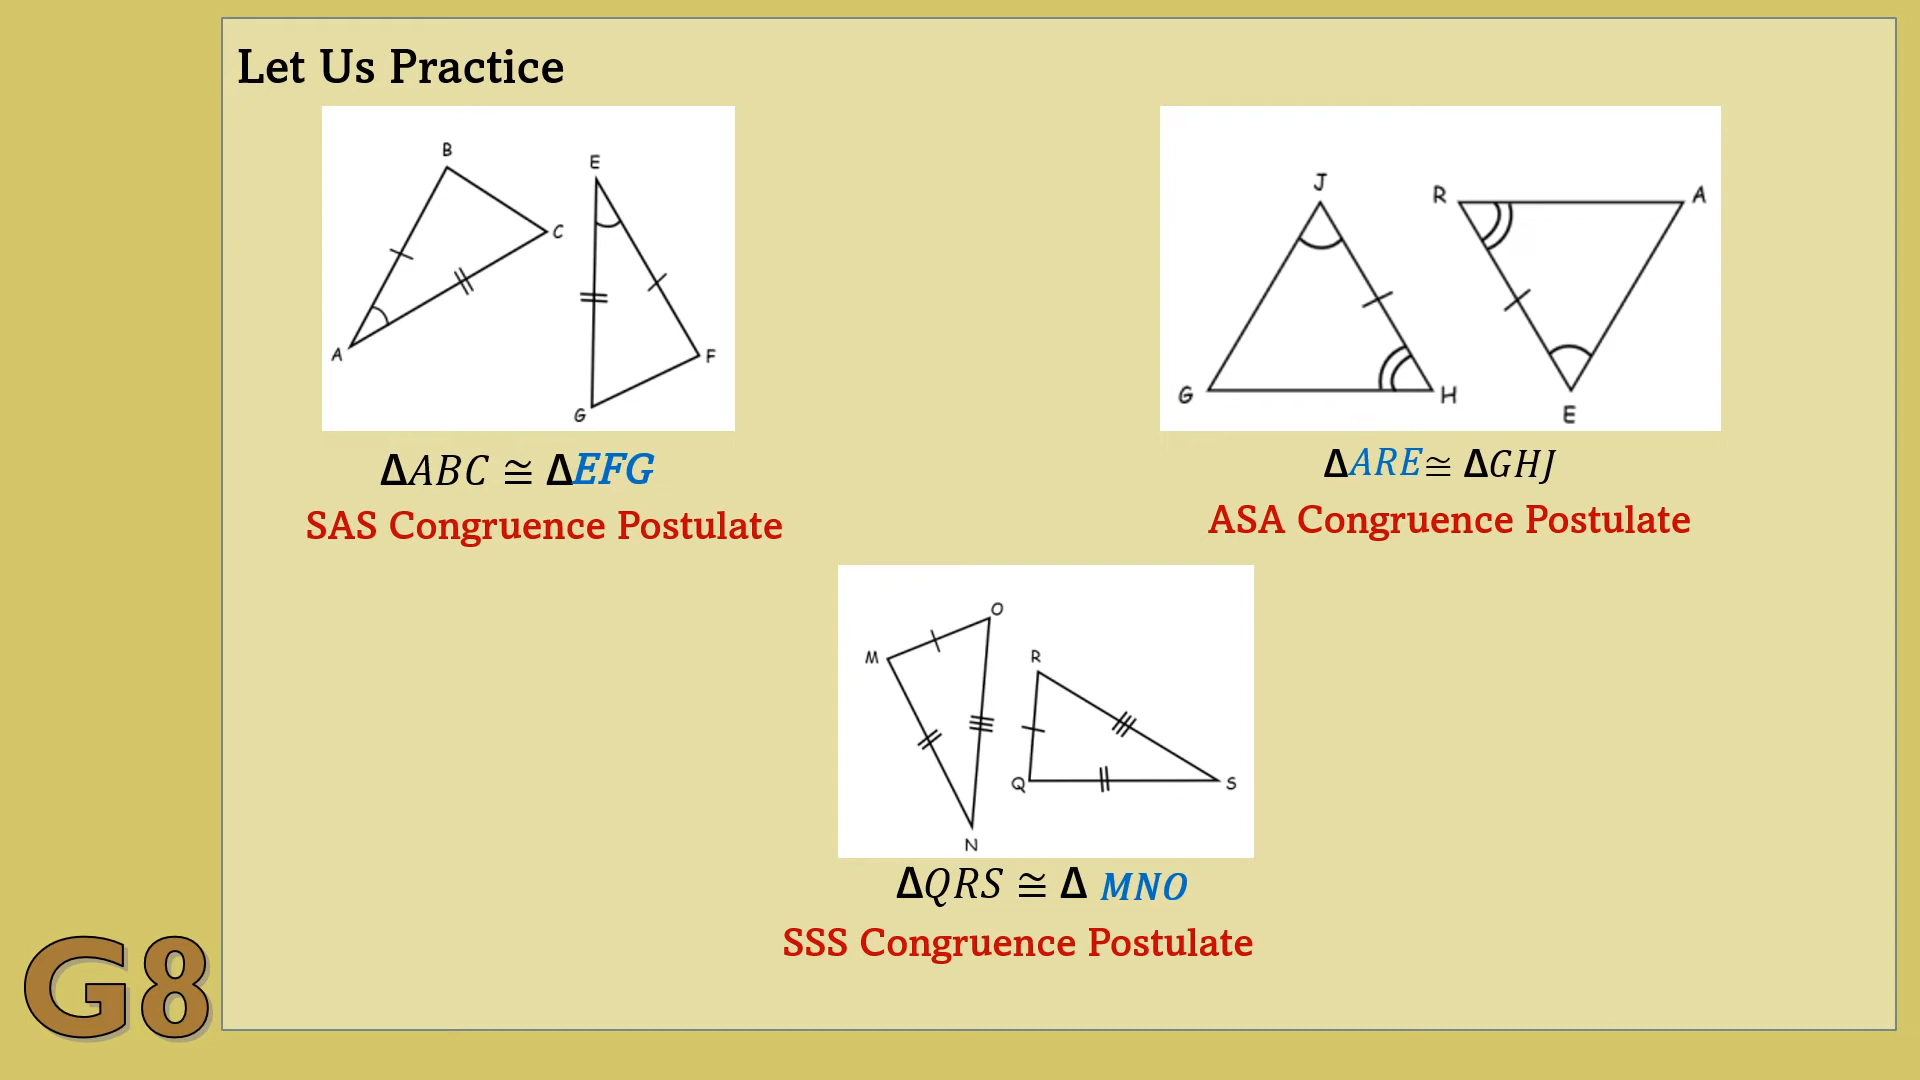 Let Us Practice
B
E
C
A
F
G
J
R
A
G
H
E
ΔABC ≅ ΔEFG
ΔARE≅ ΔGHJ
SAS Congruence Postulate
ASA Congruence Postulate
O
M
R
Q
S
N
ΔQRS ≅ Δ MNO
SSS Congruence Postulate
G8